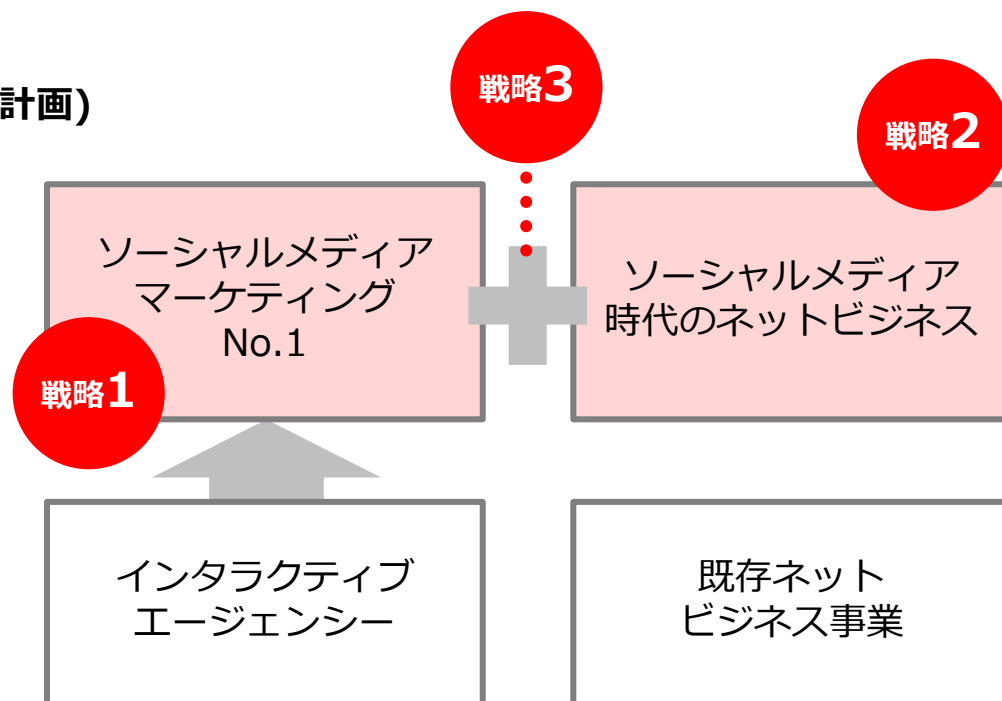 計画)
戦略3
戦略2
ソーシャルメディア
マーケティング
No.1
ソーシャルメディア
時代のネットビジネス
戦略1
インタラクティブ
エージェンシー
既存ネット
ビジネス事業